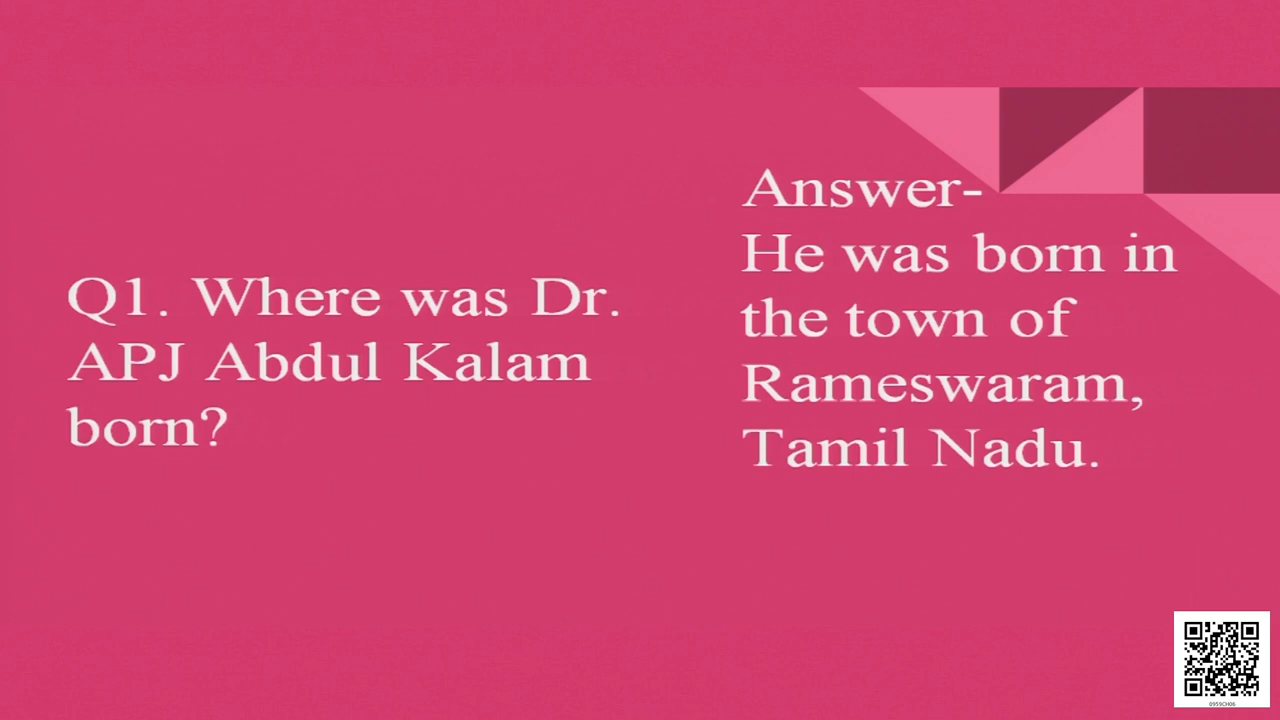 Q1. Where was Dr.
APJ Abdul Kalam
born?
Answer-
He was born in
the town of
Rameswaram,
Tamil Nadu.
0959CH06